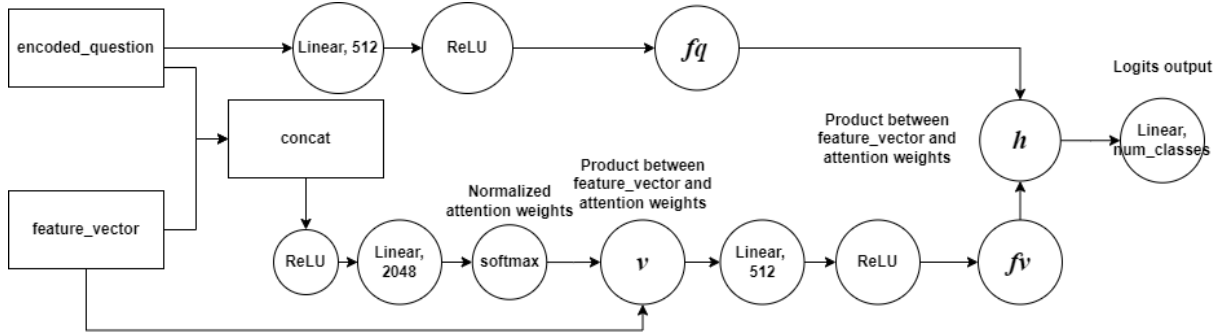 encoded_question
Linear, 512
ReLU
fq
Logits output
concat
Product between
feature_vector and
attention weights
h
Linear,
num_classes
feature_vector
Normalized
attention weights
Product between
feature_vector and
attention weights
ReLU
Linear,
2048
softmax
v
Linear,
512
ReLU
fv